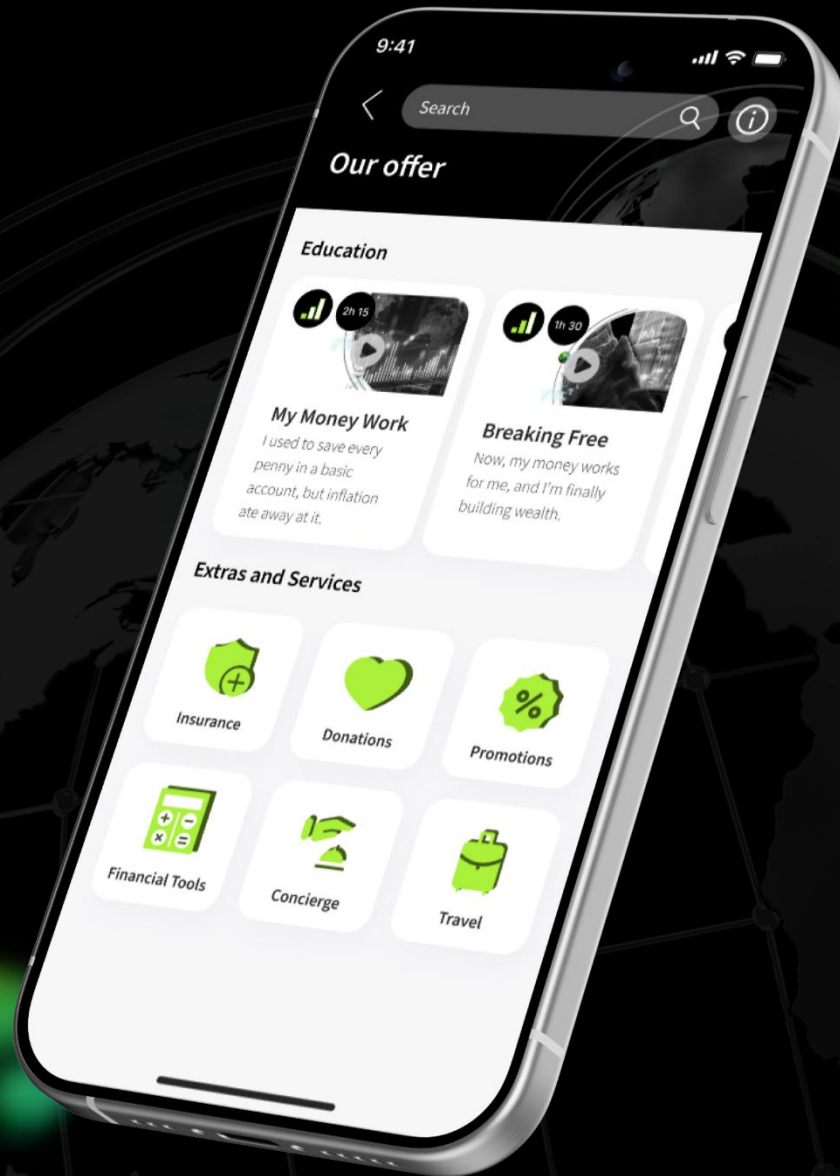 9:41
Search
Our offer
Education
2h 15
1h 30
My Money Work
I used to save every
penny in a basic
account, but inflation
ate away at it.
Breaking Free
Now, my money works
for me, and I'm finally
building wealth.
Extras and Services
Insurance
Donations
Promotions
Financial Tools
Concierge
Travel